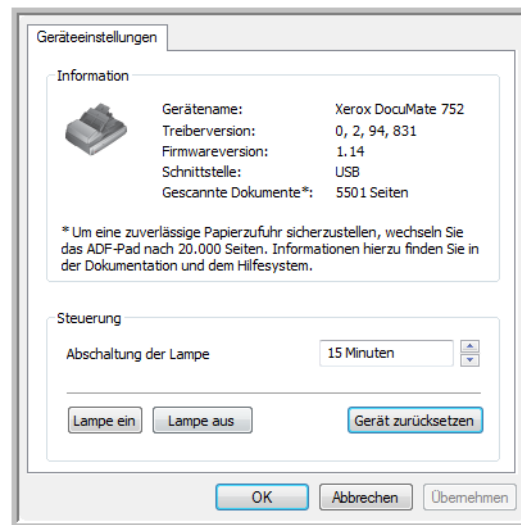 Geräteeinstellungen
Information
Gerätename: Xerox DocuMate 752
Treiberversion: 0, 2, 94, 831
Firmwareversion: 1.14
Schnittstelle: USB
Gescannte Dokumente*: 5501 Seiten
* Um eine zuverlässige Papierzufuhr sicherzustellen, wechseln Sie
das ADF-Pad nach 20.000 Seiten. Informationen hierzu finden Sie in
der Dokumentation und dem Hilfesystem.
Steuerung
Abschaltung der Lampe 15 Minuten
Lampe ein Lampe aus Gerät zurücksetzen
OK Abbrechen Übernehmen